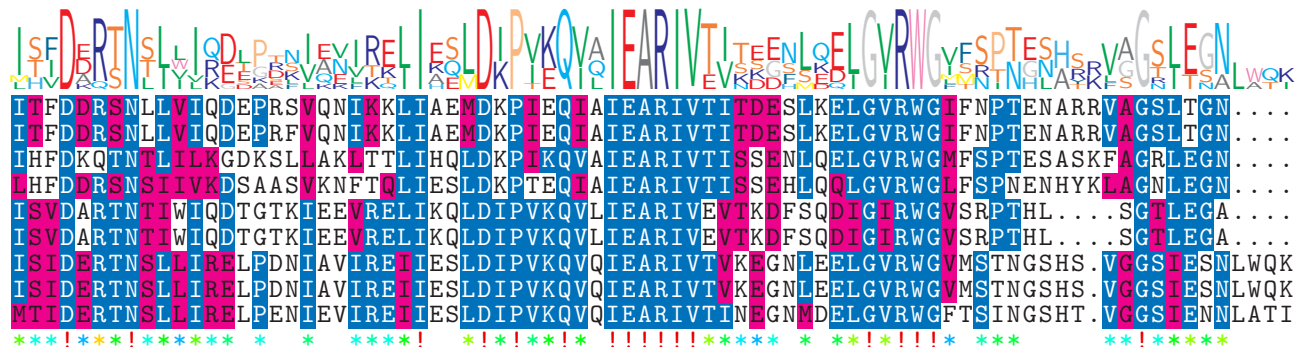 ITFDDRSNLLVIQDEPRSVQNIKKLIAEMDKPIEQIAIEARIVTITDESLKELGVRWGIFNPTENARRVAGSLTGN....
ITFDDRSNLLVIQDEPRFVQNIKKLIAEMDKPIEQIAIEARIVTITDESLKELGVRWGIFNPTENARRVAGSLTGN....
IHFDKQTNTLILKGDKSLLAKLTTLIHQLDKPIKQVAIEARIVTISSENLQELGVRWGMFSPTESASKFAGRLEGN....
LHFDDRSNSIIVKDSAASVKNFTQLIESLDKPTEQIAIEARIVTISSEHLQQLGVRWGLFSPNENHYKLAGNLEGN....
ISVDARTNTIWIQDTGTKIEEVRELIKQLDIPVKQVLIEARIVEVTKDFSQDIGIRWGVSRPTHL....SGTLEGA....
ISVDARTNTIWIQDTGTKIEEVRELIKQLDIPVKQVLIEARIVEVTKDFSQDIGIRWGVSRPTHL....SGTLEGA....
ISIDERTNSLLIRELPDNIAVIREIIESLDIPVKQVQIEARIVTVKEGNLEELGVRWGVMSTNGSHS.VGGSIESNLWQK
ISIDERTNSLLIRELPDNIAVIREIIESLDIPVKQVQIEARIVTVKEGNLEELGVRWGVMSTNGSHS.VGGSIESNLWQK
MTIDERTNSLLIRELPENIEVIREIIESLDIPVKQVQIEARIVTINEGNMDELGVRWGFTSINGSHT.VGGSIENNLATI
***!***!****** *  *  ****!  *!*!**!* !!!!!!***** * **!*!!!* ***     **!*****